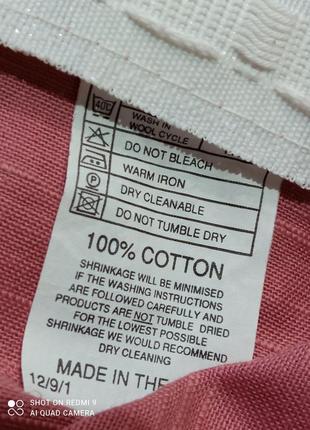 40C
WASH IN
WOOL CYCLE
DO NOT BLEACH
WARM IRON
DRY CLEANABLE
DO NOT TUMBLE DRY
100% COTTON
SHRINKAGE WILL BE MINIMISED
IF THE WASHING INSTRUCTIONS
ARE FOLLOWED CAREFULLY AND
PRODUCTS ARE NOT TUMBLE DRIED
FOR THE LOWEST POSSIBLE
SHRINKAGE WE WOULD RECOMMEND
DRY CLEANING
MADE IN THE
12/9/1
SHOT ON REDMI 9
AI QUAD CAMERA